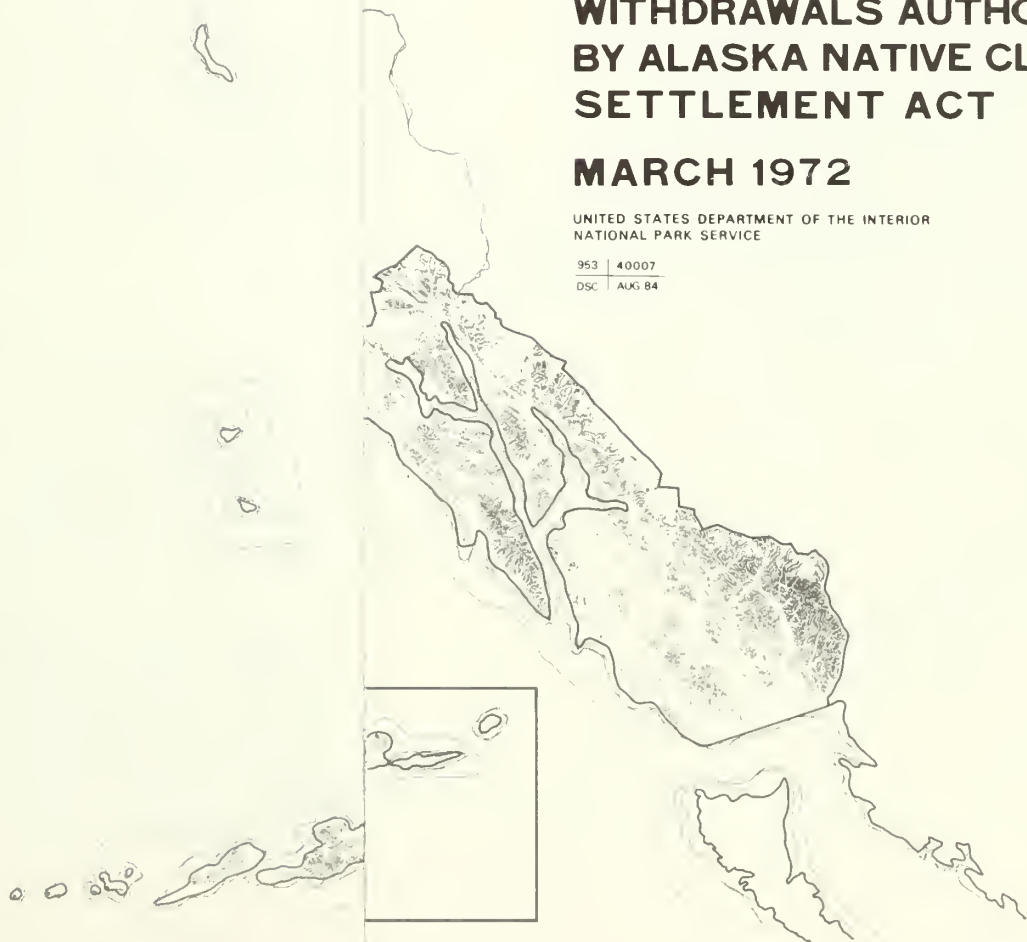 WITHDRAWALS AUTHO
BY ALASKA NATIVE CL
SETTLEMENT ACT
MARCH 1972
UNITED STATES DEPARTMENT OF THE INTERIOR
NATIONAL PARK SERVICE
953 | 40007
DSC | AUG 84